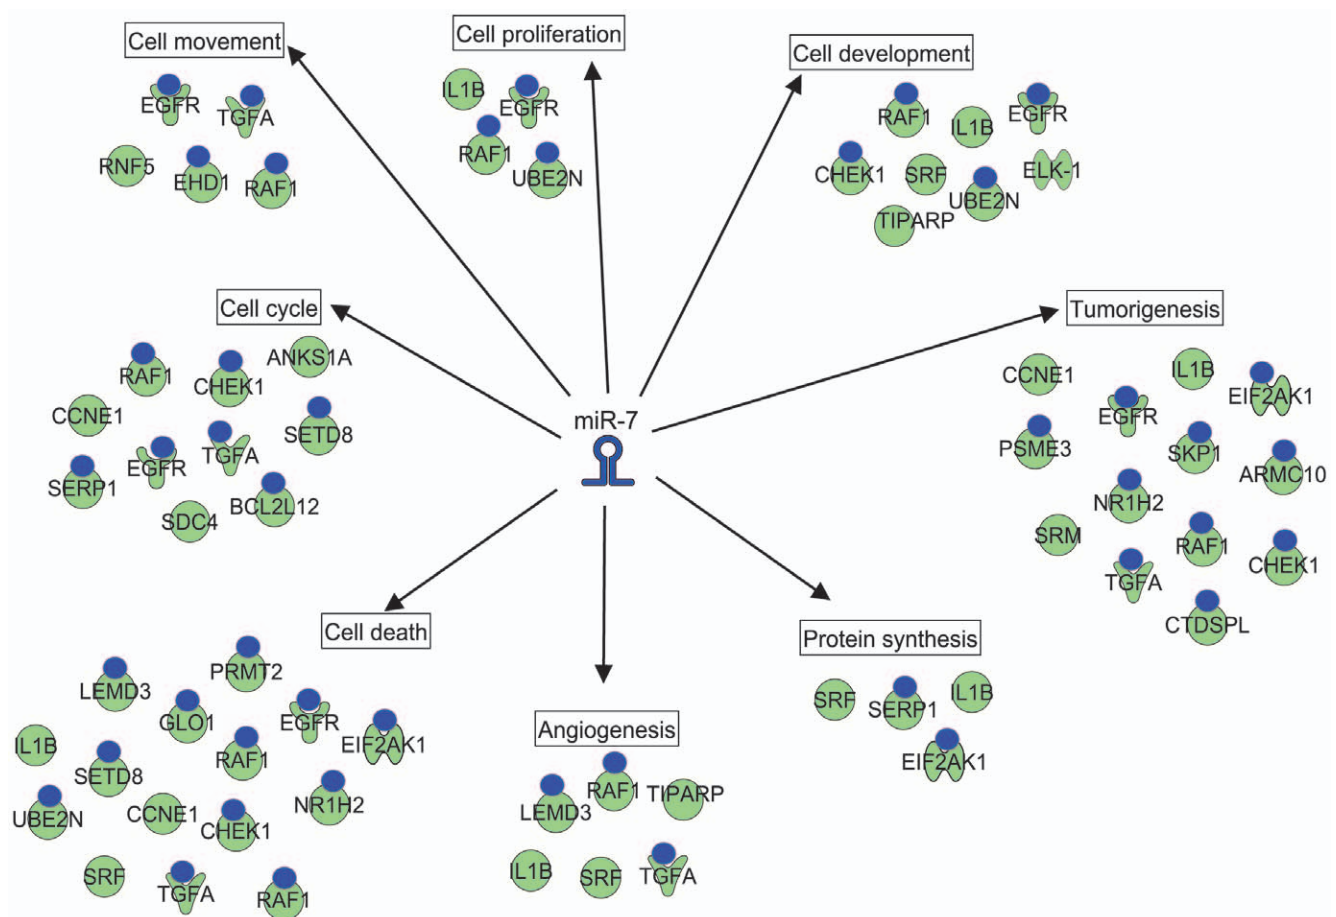 Cell movement
EGFR
TGFA
RNF5
EHD1
RAF1
Cell proliferation
IL1B
EGFR
RAF1
UBE2N
Cell development
RAF1
IL1B
EGFR
CHEK1
SRF
ELK-1
UBE2N
TIPARP
Cell cycle
RAF1
CHEK1
ANKS1A
CCNE1
SETD8
EGFR
TGFA
SERP1
SDC4
BCL2L12
miR-7
Tumorigenesis
CCNE1
IL1B
EIF2AK1
EGFR
PSME3
SKP1
ARMC10
NR1H2
SRM
RAF1
CHEK1
TGFA
CTDSPL
Cell death
LEMD3
PRMT2
GLO1
EGFR
EIF2AK1
IL1B
SETD8
RAF1
NR1H2
UBE2N
CCNE1
CHEK1
SRF
TGFA
RAF1
Angiogenesis
LEMD3
RAF1
TIPARP
IL1B
SRF
TGFA
Protein synthesis
SRF
SERP1
IL1B
EIF2AK1